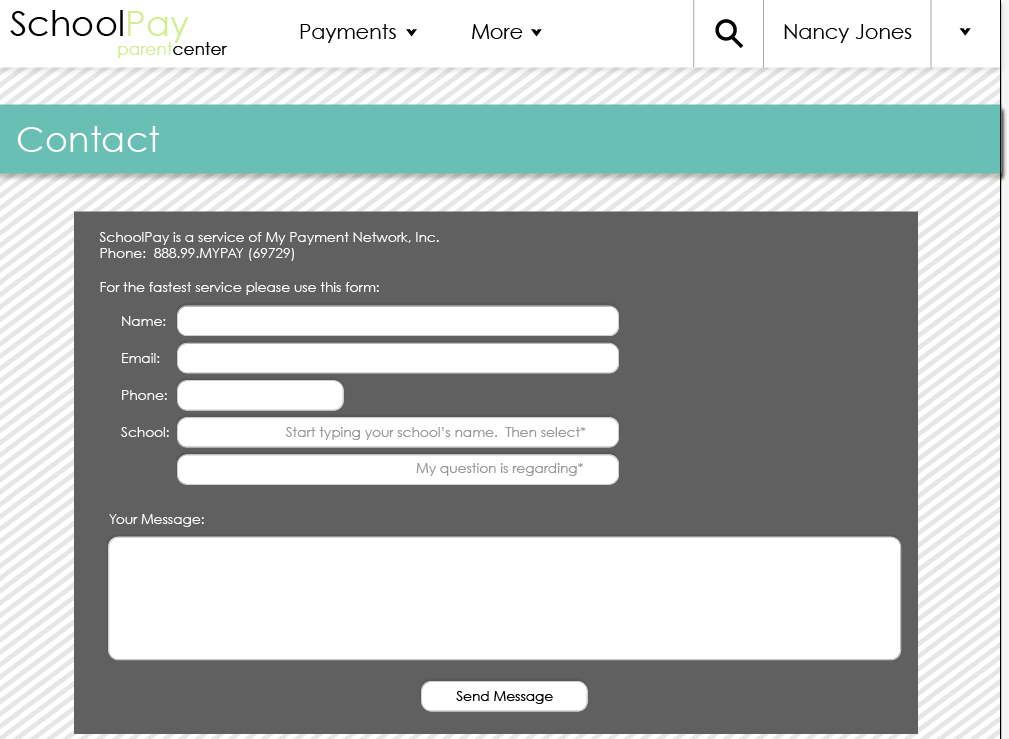 SchoolPay
parentcenter
Payments
More
Nancy Jones
Contact
SchoolPay is a service of My Payment Network, Inc.
Phone:  888.99.MYPAY (69729)
For the fastest service please use this form:
Name:
Email:
Phone:
School: Start typing your school's name.  Then select*
My question is regarding*
Your Message:
Send Message